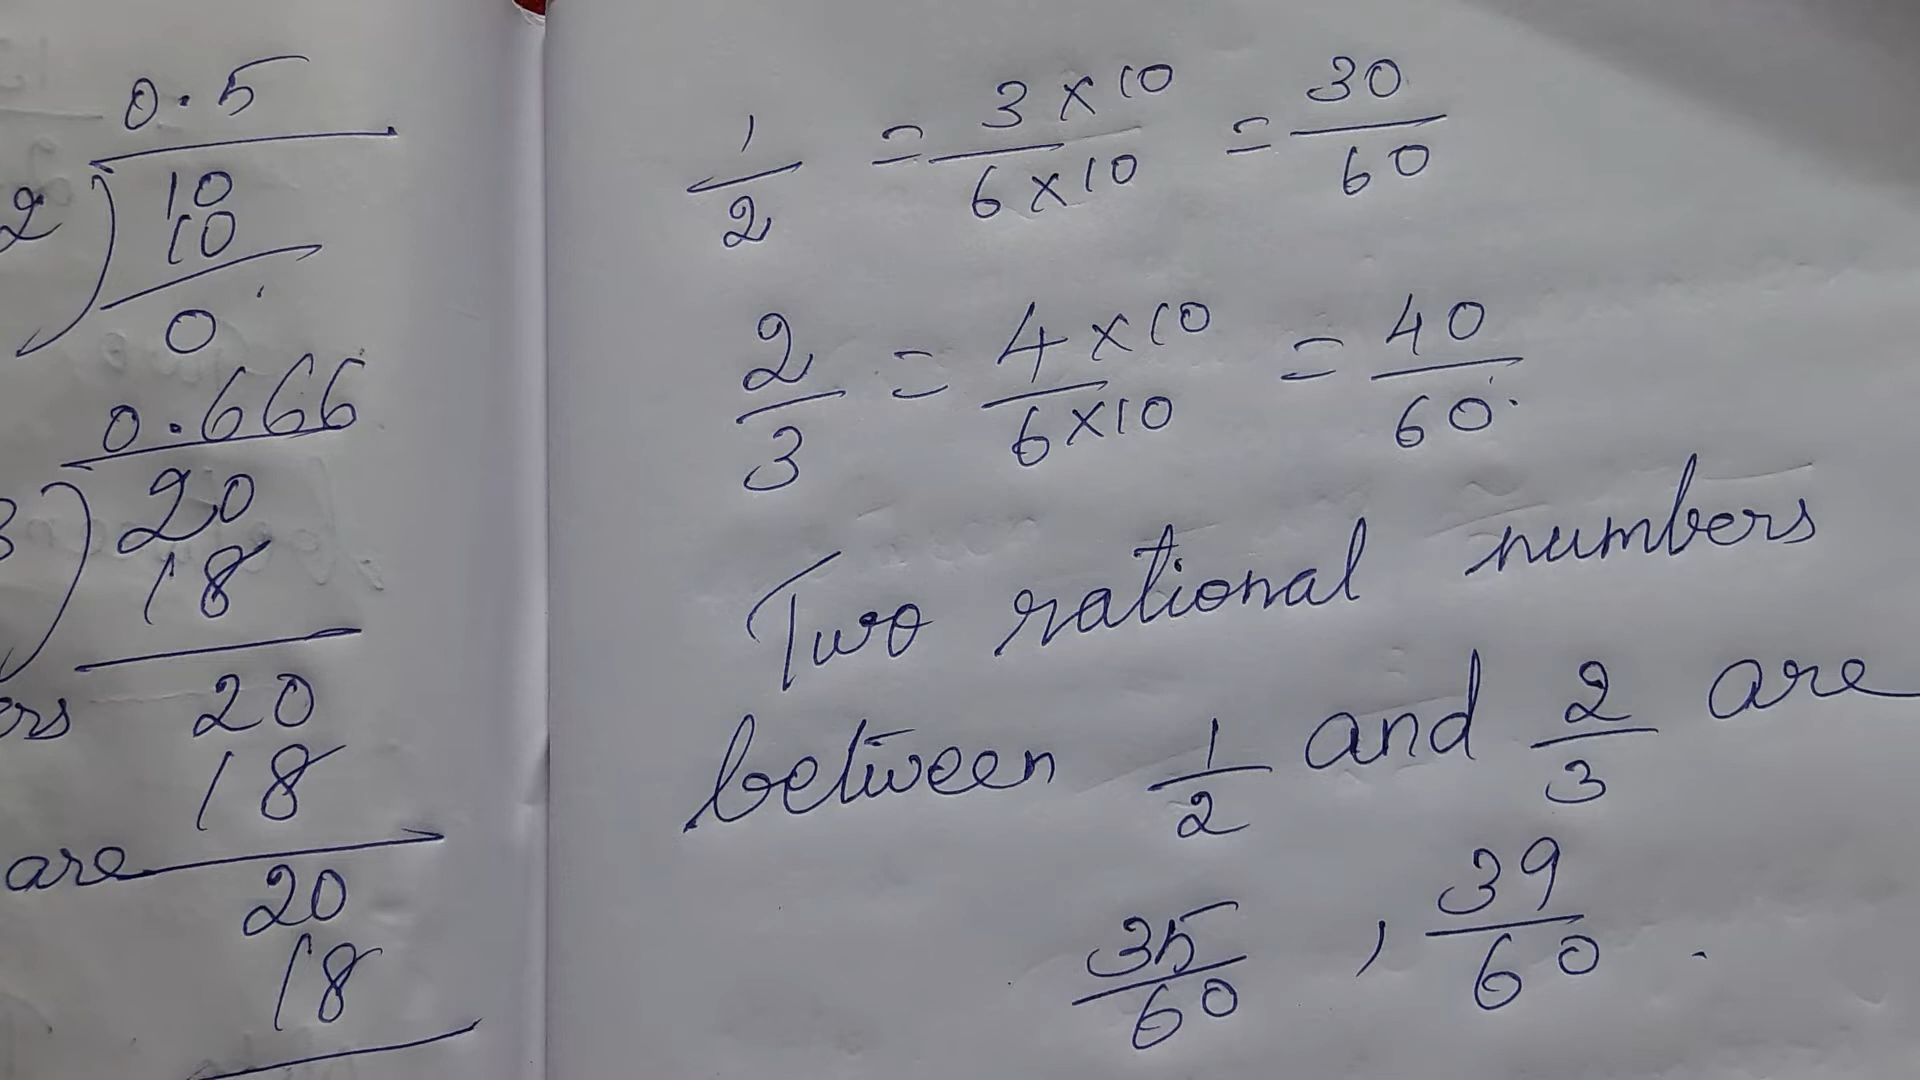 0.5
2) 10
10
0
0.666
3) 20
18
20
18
are
20
18
1/2 = 3 x 10 / 6 x 10 = 30/60
2/3 = 4 x 10 / 6 x 10 = 40/60.
Two rational numbers
between 1/2 and 2/3 are
35/60, 39/60.